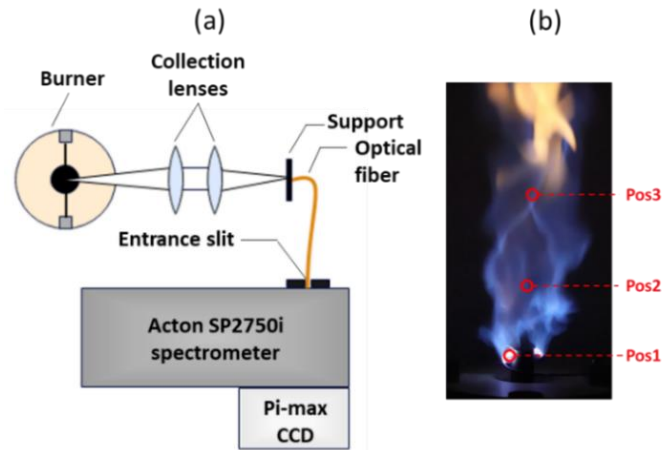 (a)
(b)
Burner
Collection
lenses
Support
Optical
fiber
Entrance slit
Acton SP2750i
spectrometer
Pi-max
CCD
Pos3
Pos2
Pos1